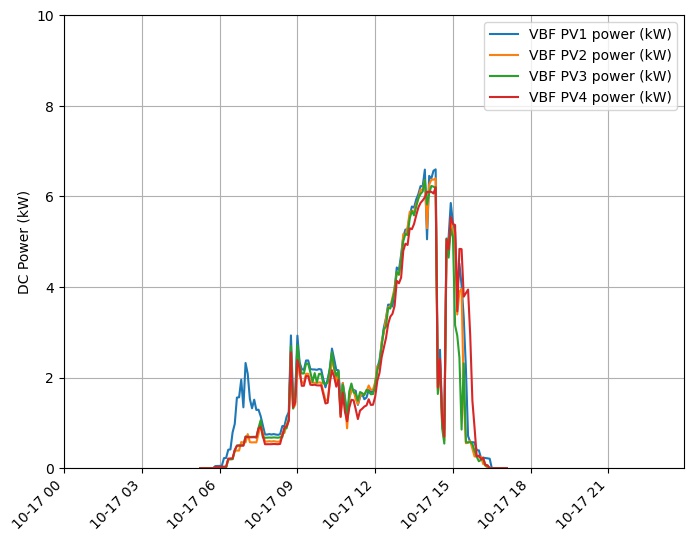 10
8
6
4
2
0
DC Power (kW)
VBF PV1 power (kW)
VBF PV2 power (kW)
VBF PV3 power (kW)
VBF PV4 power (kW)
10-17 00
10-17 03
10-17 06
10-17 09
10-17 12
10-17 15
10-17 18
10-17 21